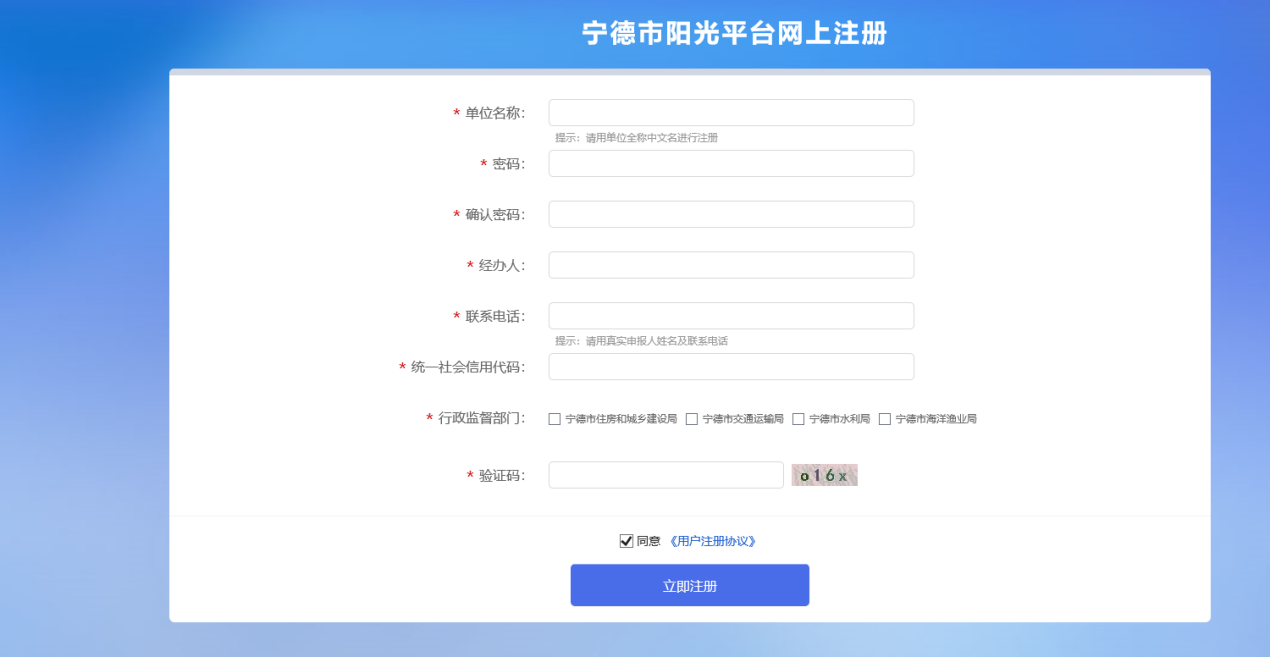 宁德市阳光平台网上注册
* 单位名称：
提示：请用单位全称中文名进行注册
* 密码：
* 确认密码：
* 经办人：
* 联系电话：
提示：请用真实申报人姓名及联系电话
* 统一社会信用代码：
* 行政监督部门： 宁德市住房和城乡建设局 宁德市交通运输局 宁德市水利局 宁德市海洋渔业局
* 验证码： o16x
同意 《用户注册协议》
立即注册